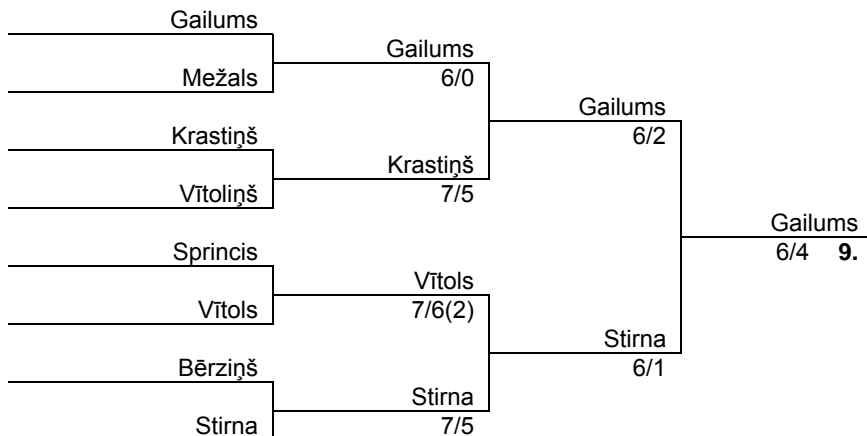 Gailums
Gailums
Mežals
6/0
Gailums
Krastiņš
6/2
Krastiņš
Vītoliņš
7/5
Gailums
Sprincis
6/4 9.
Vītols
Vītols
7/6(2)
Stirna
Bērziņš
6/1
Stirna
Stirna
7/5